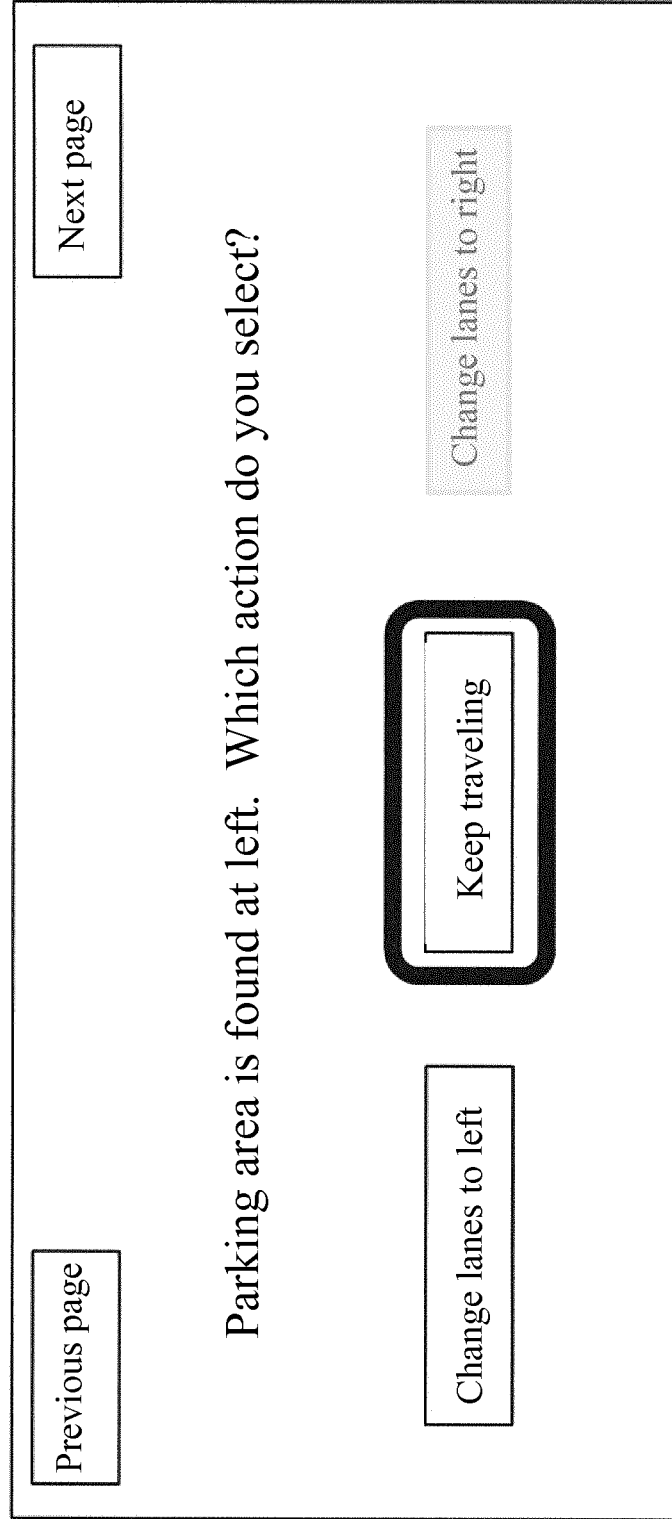 Previous page
Next page
Parking area is found at left. Which action do you select?
Change lanes to left
Keep traveling
Change lanes to right